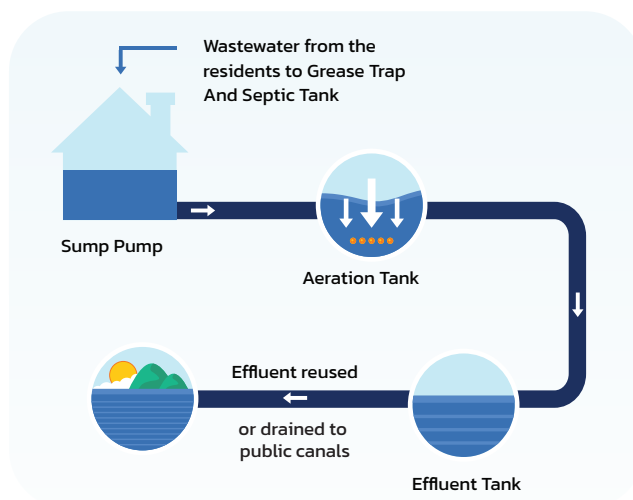 Wastewater from the
residents to Grease Trap
And Septic Tank
Sump Pump
Aeration Tank
Effluent reused
or drained to
public canals
Effluent Tank